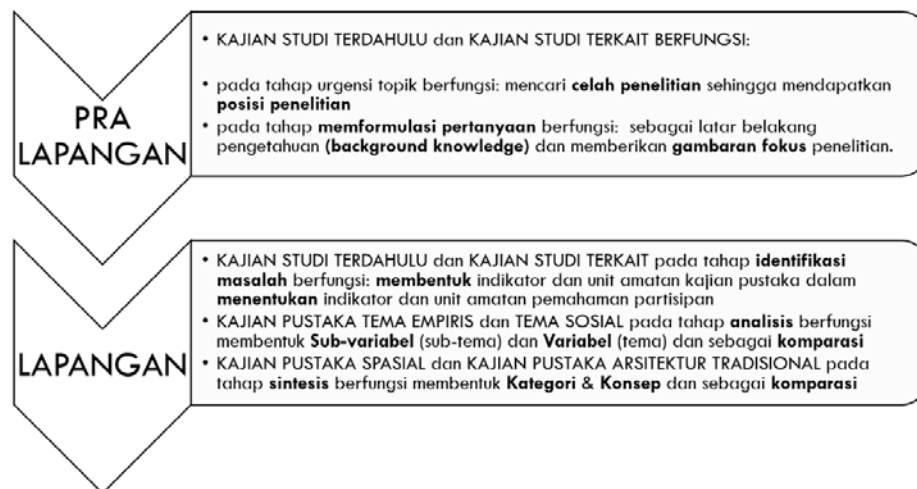 PRA
LAPANGAN
• KAJIAN STUDI TERDAHULU dan KAJIAN STUDI TERKAIT BERFUNGSI:
• pada tahap urgensi topik berfungsi: mencari celah penelitian sehingga mendapatkan
posisi penelitian
• pada tahap memformulasi pertanyaan berfungsi: sebagai latar belakang
pengetahuan (background knowledge) dan memberikan gambaran fokus penelitian.
LAPANGAN
• KAJIAN STUDI TERDAHULU dan KAJIAN STUDI TERKAIT pada tahap identifikasi
masalah berfungsi: membentuk indikator dan unit amatan kajian pustaka dalam
menentukan indikator dan unit amatan pemahaman partisipan
• KAJIAN PUSTAKA TEMA EMPIRIS dan TEMA SOSIAL pada tahap analisis berfungsi
membentuk Sub-variabel (sub-tema) dan Variabel (tema) dan sebagai komparasi
• KAJIAN PUSTAKA SPASIAL dan KAJIAN PUSTAKA ARSITEKTUR TRADISIONAL pada
tahap sintesis berfungsi membentuk Kategori & Konsep dan sebagai komparasi